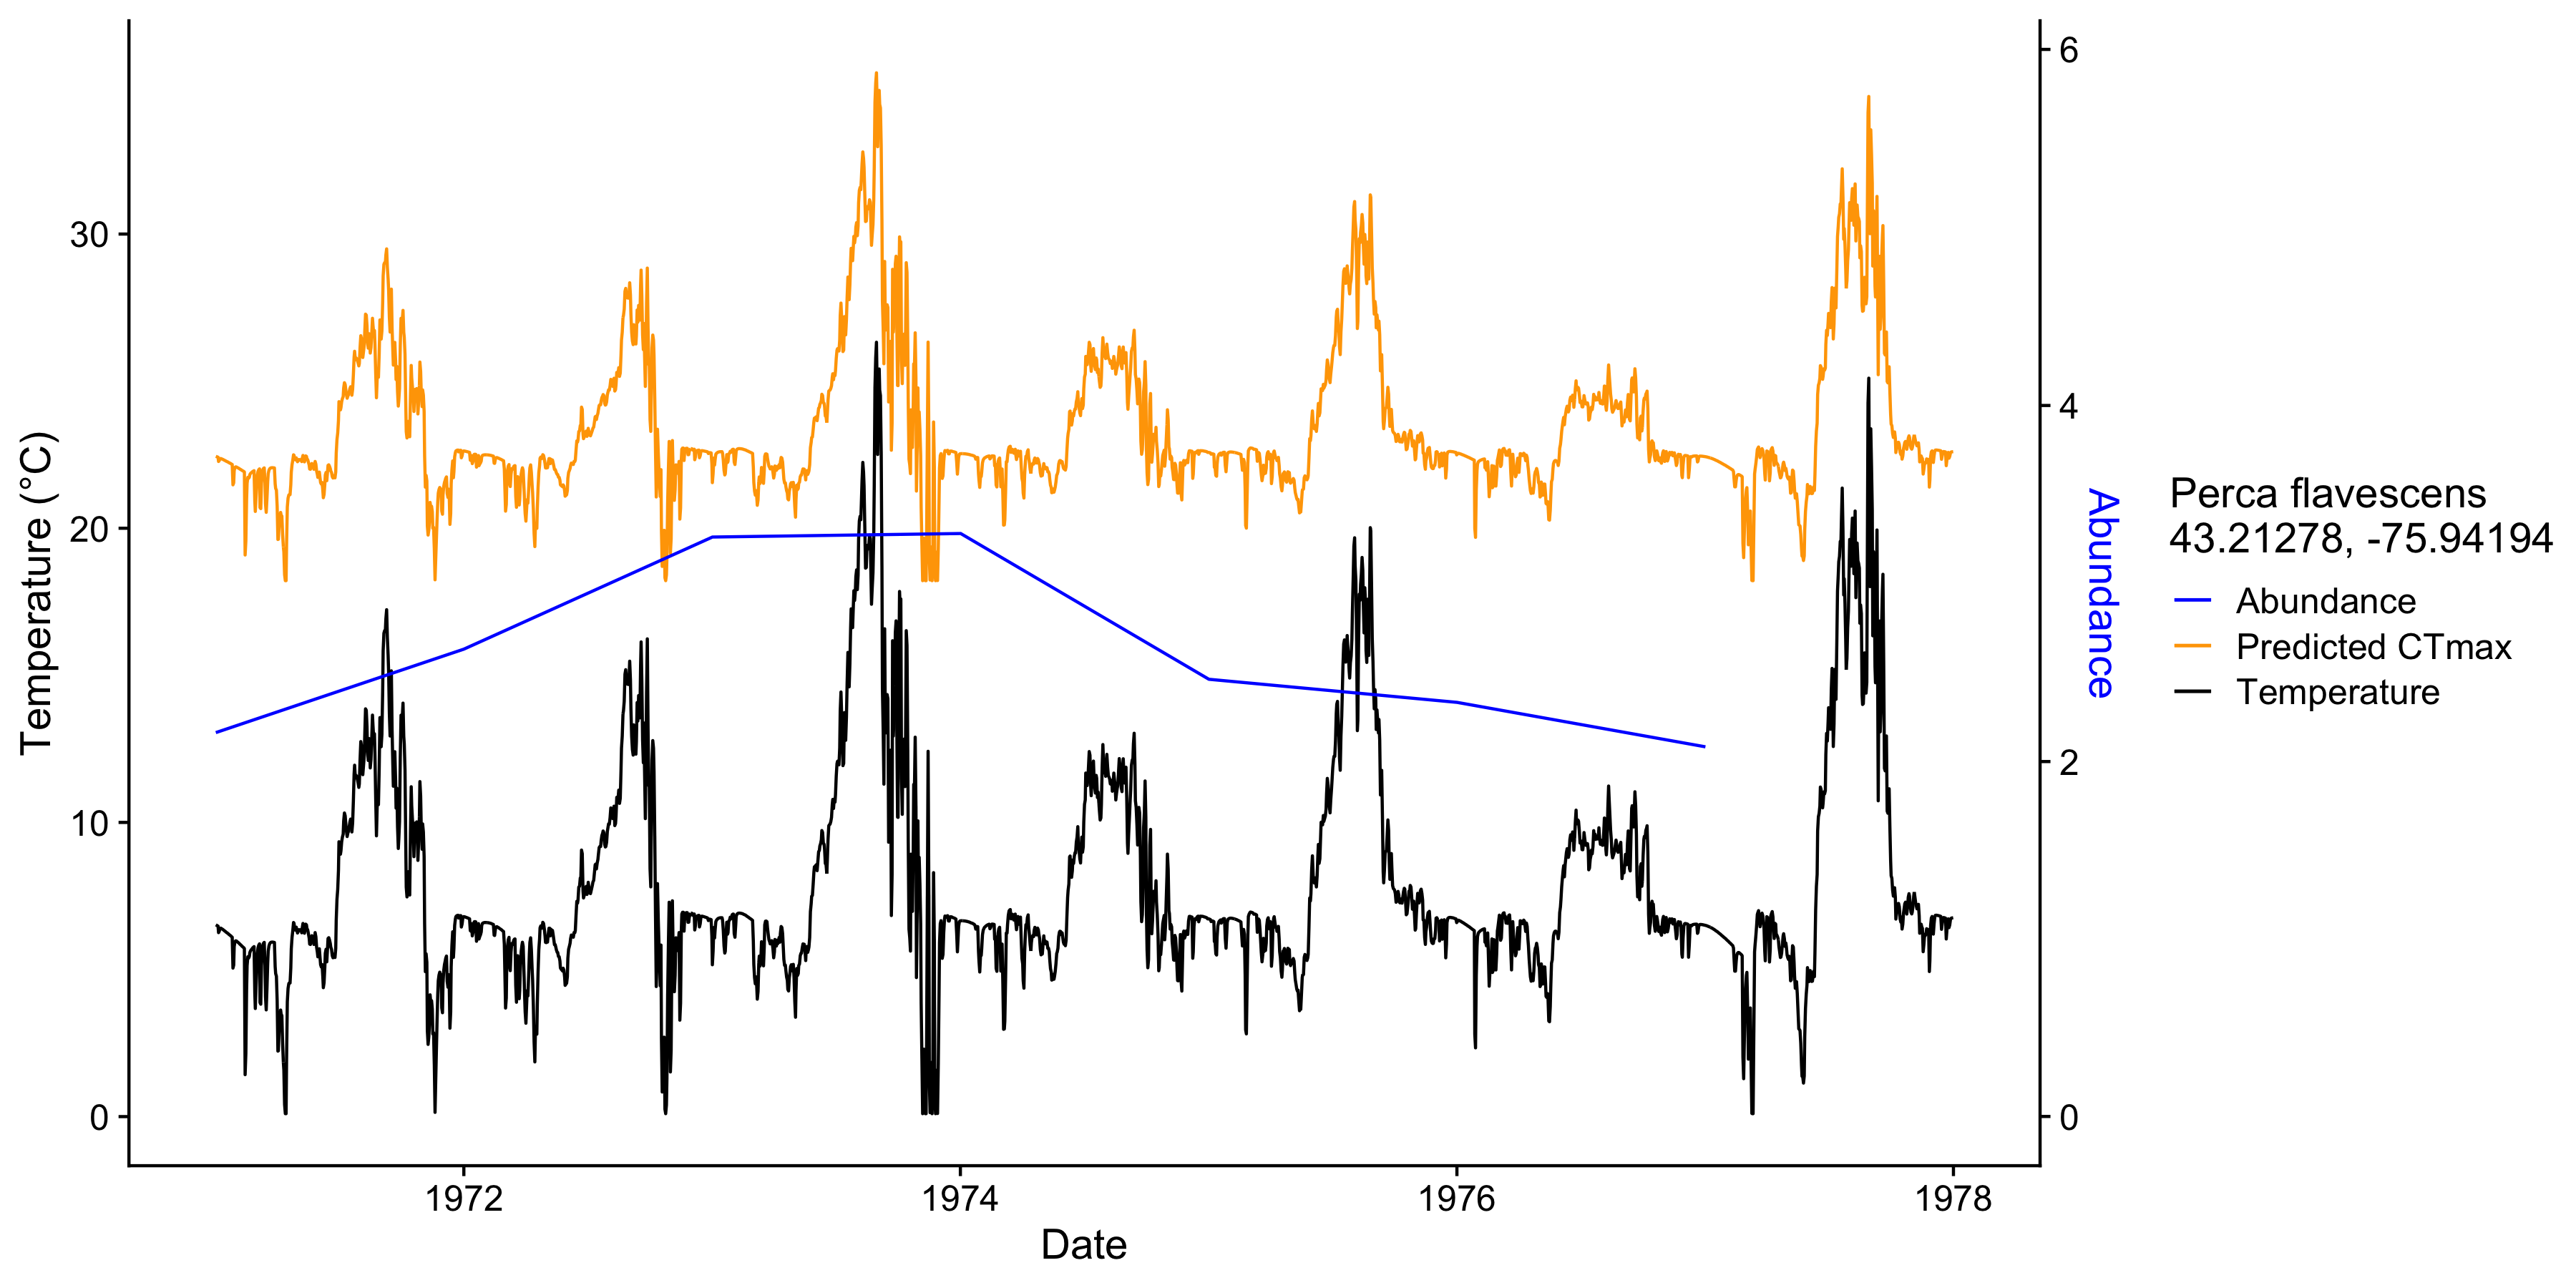 Temperature (°C)
30
20
10
0
1972
1974
1976
1978
Date
6
4
2
0
Abundance
Perca flavescens
43.21278, -75.94194
Abundance
Predicted CTmax
Temperature